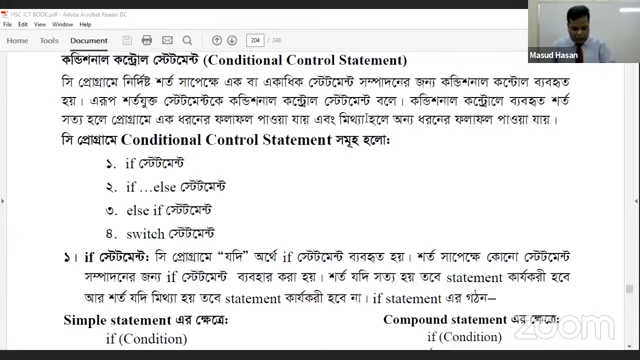 HSC ICT BOOK.pdf - Adobe Acrobat Reader DC
File Edit View Window Help
Home Tools Document
204 / 248
Masud Hasan
কন্ডিশনাল কন্ট্রোল স্টেটমেন্ট (Conditional Control Statement)
সি প্রোগ্রামে নির্দিষ্ট শর্ত সাপেক্ষে এক বা একাধিক স্টেটমেন্ট সম্পাদনের জন্য কন্ডিশনাল কন্টোল ব্যবহৃত
হয়। এরূপ শর্তযুক্ত স্টেটমেন্টকে কন্ডিশনাল কন্ট্রোল স্টেটমেন্ট বলে। কন্ডিশনাল কন্ট্রোলে ব্যবহৃত শর্ত
সত্য হলে প্রোগ্রামে এক ধরনের ফলাফল পাওয়া যায় এবং মিথ্যা হলে অন্য ধরনের ফলাফল পাওয়া যায়।
সি প্রোগ্রামে Conditional Control Statement সমূহ হলো:
১. if স্টেটমেন্ট
২. if …else স্টেটমেন্ট
৩. else if স্টেটমেন্ট
৪. switch স্টেটমেন্ট
১। if স্টেটমেন্ট: সি প্রোগ্রামে “যদি” অর্থে if স্টেটমেন্ট ব্যবহৃত হয়। শর্ত সাপেক্ষে কোনো স্টেটমেন্ট
সম্পাদনের জন্য if স্টেটমেন্ট ব্যবহার করা হয়। শর্ত যদি সত্য হয় তবে statement কার্যকরী হবে
আর শর্ত যদি মিথ্যা হয় তবে statement কার্যকরী হবে না। if statement এর গঠন–
Simple statement এর ক্ষেত্রে: Compound statement এর ক্ষেত্রে:
if (Condition) if (Condition)
zoom